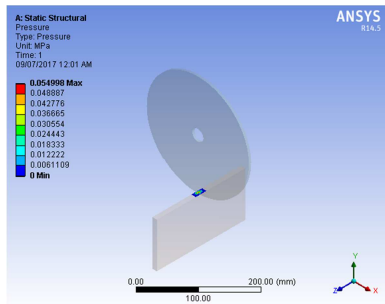 A: Static Structural
Pressure
Type: Pressure
Unit: MPa
Time: 1
09/07/2017 12:01 AM
0.054998 Max
0.048887
0.042776
0.036665
0.030554
0.024443
0.018333
0.012222
0.0061109
0 Min
ANSYS
R14.5
0.00
200.00 (mm)
100.00
Y
Z
X